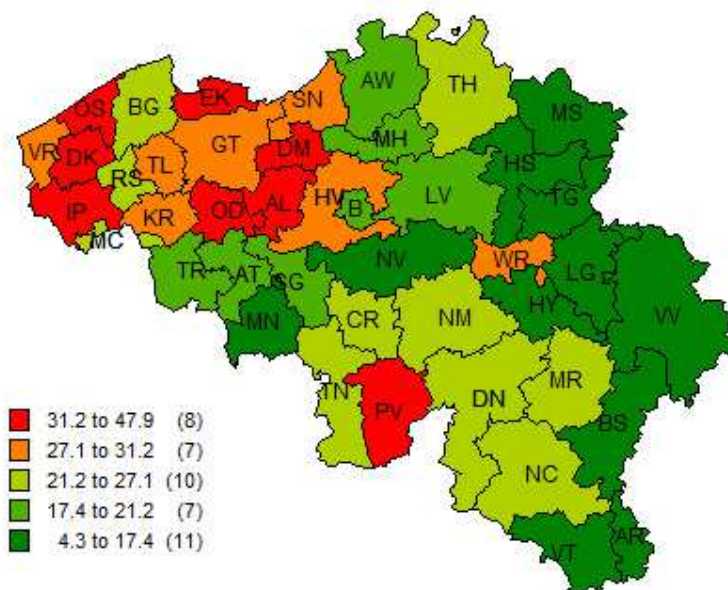 AW
TH
OS
BG
EK
SN
MS
VR
DK
GT
DM
MH
HS
RS
TL
IP
KR
OD
AL
HV
B
LV
TG
MC
TR
AT
SG
NV
WR
LG
MN
CR
NM
HY
VV
TN
PV
DN
MR
BS
NC
VT
AR
31.2 to 47.9 (8)
27.1 to 31.2 (7)
21.2 to 27.1 (10)
17.4 to 21.2 (7)
4.3 to 17.4 (11)